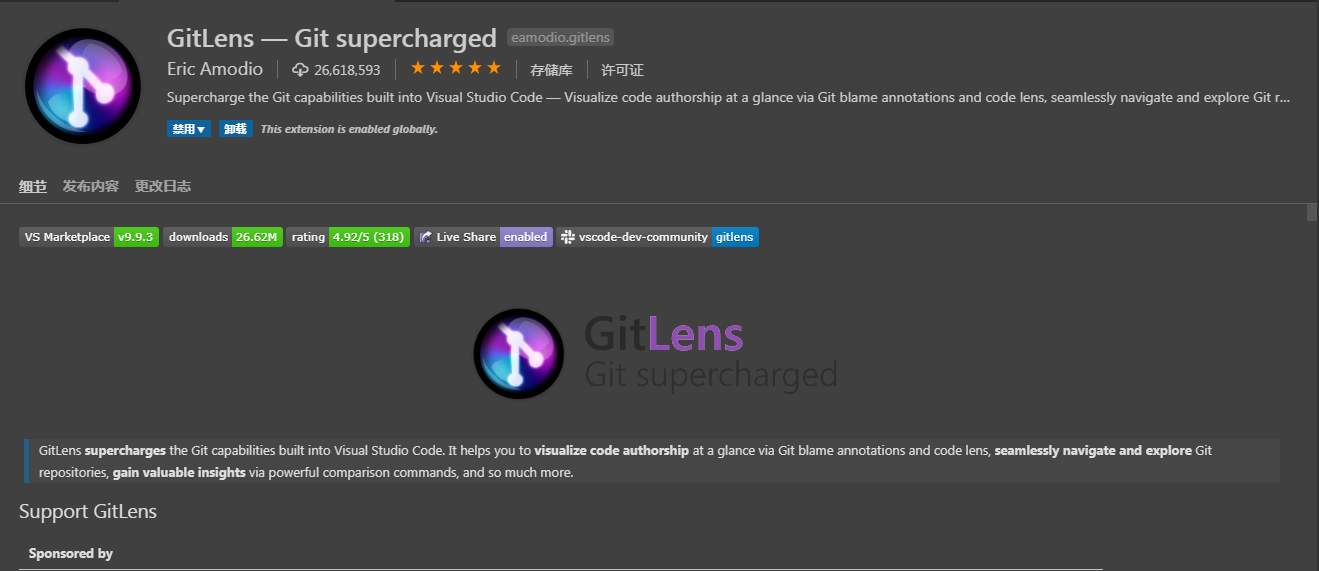 GitLens — Git supercharged eamodio.gitlens
Eric Amodio 26,618,593 存储库 许可证
Supercharge the Git capabilities built into Visual Studio Code — Visualize code authorship at a glance via Git blame annotations and code lens, seamlessly navigate and explore Git r...
禁用 卸载 This extension is enabled globally.
细节 发布内容 更改日志
VS Marketplace v9.9.3 downloads 26.62M rating 4.92/5 (318) Live Share enabled vscode-dev-community gitlens
GitLens
Git supercharged
GitLens supercharges the Git capabilities built into Visual Studio Code. It helps you to visualize code authorship at a glance via Git blame annotations and code lens, seamlessly navigate and explore Git
repositories, gain valuable insights via powerful comparison commands, and so much more.
Support GitLens
Sponsored by